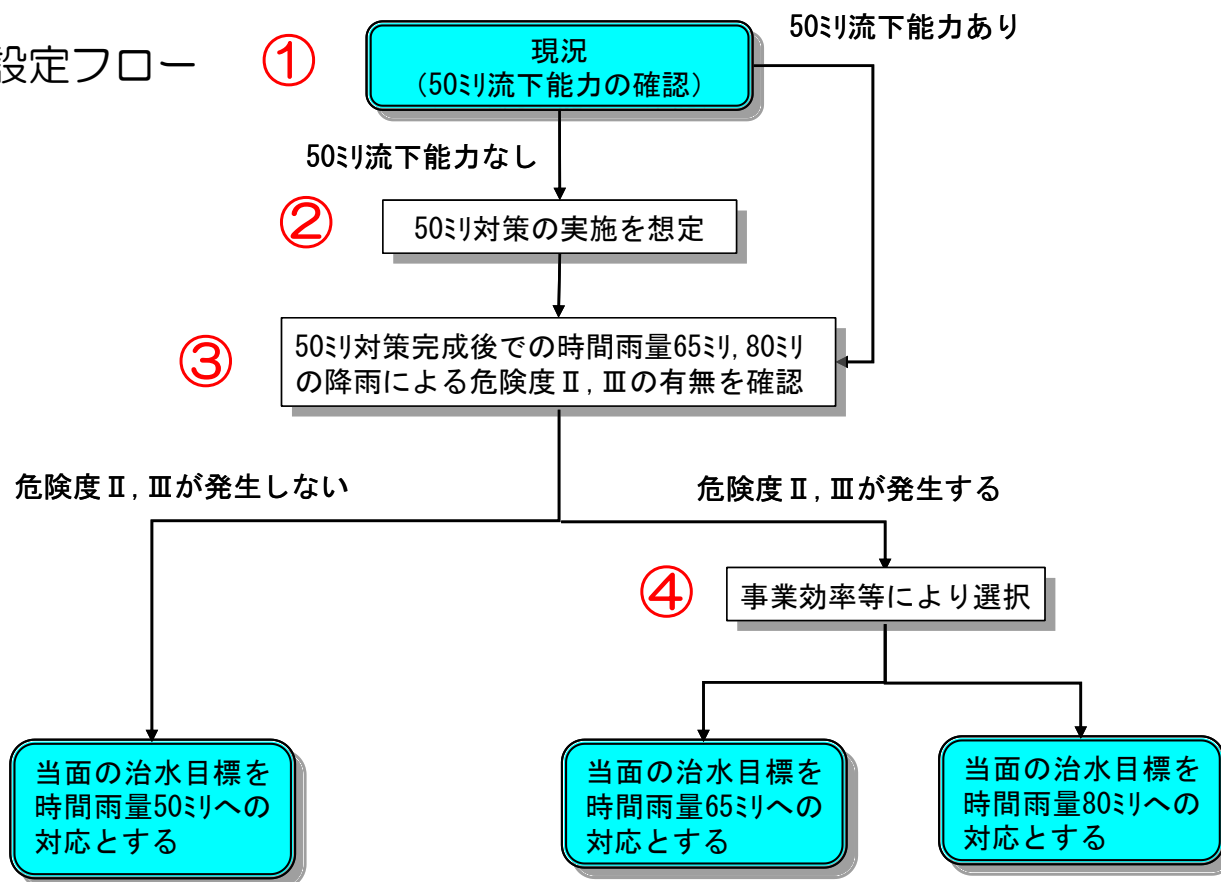 設定フロー
①
現況
(50ミリ流下能力の確認)
50ミリ流下能力あり
50ミリ流下能力なし
②
50ミリ対策の実施を想定
③
50ミリ対策完成後での時間雨量65ミリ,80ミリ
の降雨による危険度Ⅱ,Ⅲの有無を確認
危険度Ⅱ,Ⅲが発生しない
危険度Ⅱ,Ⅲが発生する
④
事業効率等により選択
当面の治水目標を
時間雨量50ミリへの
対応とする
当面の治水目標を
時間雨量65ミリへの
対応とする
当面の治水目標を
時間雨量80ミリへの
対応とする